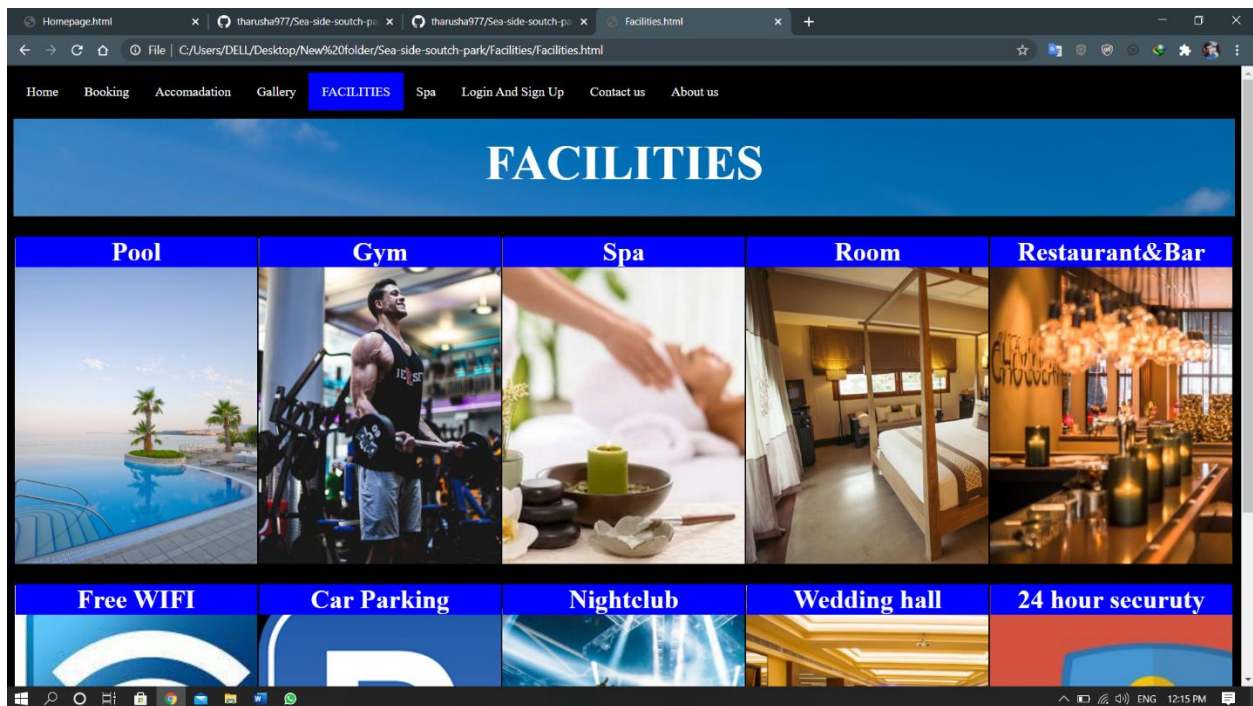 Homepage.html
tharusha977/Sea-side-soutch-pa
tharusha977/Sea-side-soutch-pa
Facilities.html
File | C:/Users/DELL/Desktop/New%20folder/Sea-side-soutch-park/Facilities/Facilities.html
Home Booking Accomadation Gallery FACILITIES Spa Login And Sign Up Contact us About us
FACILITIES
Pool Gym Spa Room Restaurant&Bar
Free WIFI Car Parking Nightclub Wedding hall 24 hour securuty
ENG 12:15 PM